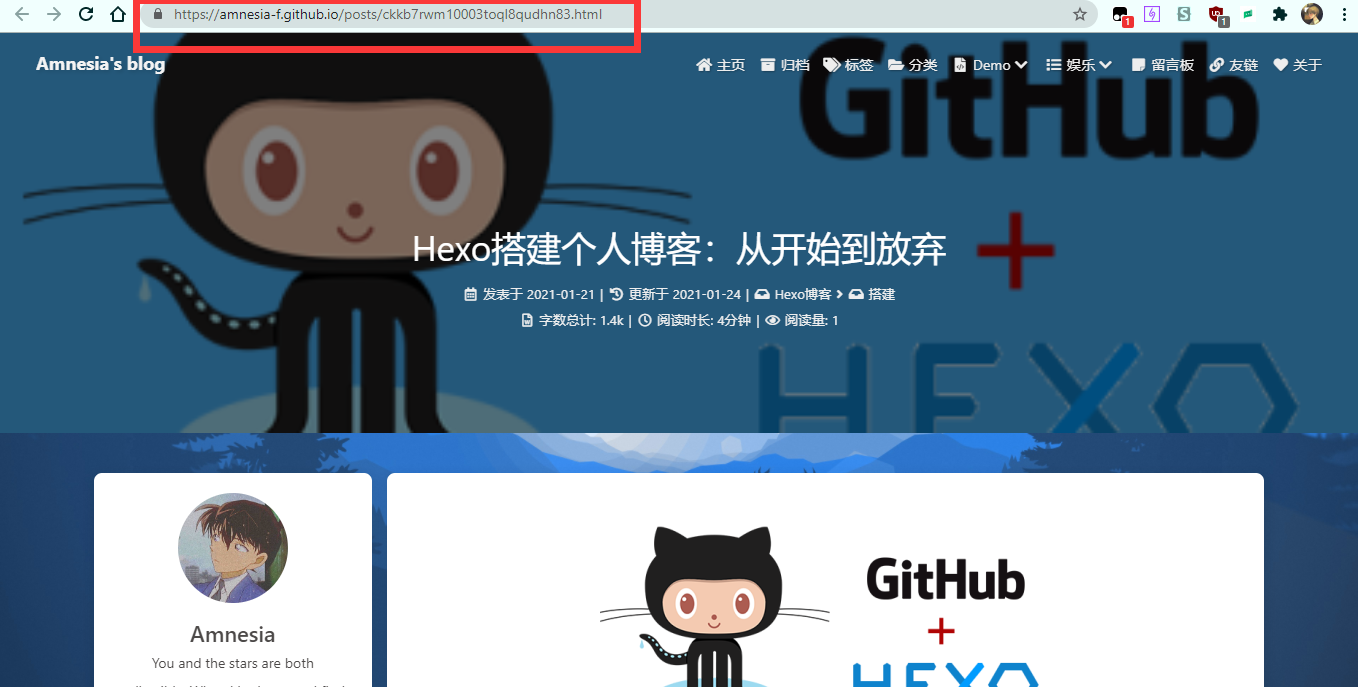 https://amnesia-f.github.io/posts/ckkb7rwm10003toql8qudhn83.html
1
1
Amnesia's blog
主页 归档 标签 分类 Demo 娱乐 留言板 友链 关于
GitHub
+
HEXO
Hexo搭建个人博客：从开始到放弃
发表于 2021-01-21 | 更新于 2021-01-24 | Hexo博客 搭建
字数总计: 1.4k | 阅读时长: 4分钟 | 阅读量: 1
GitHub
+
HEXO
Amnesia
You and the stars are both